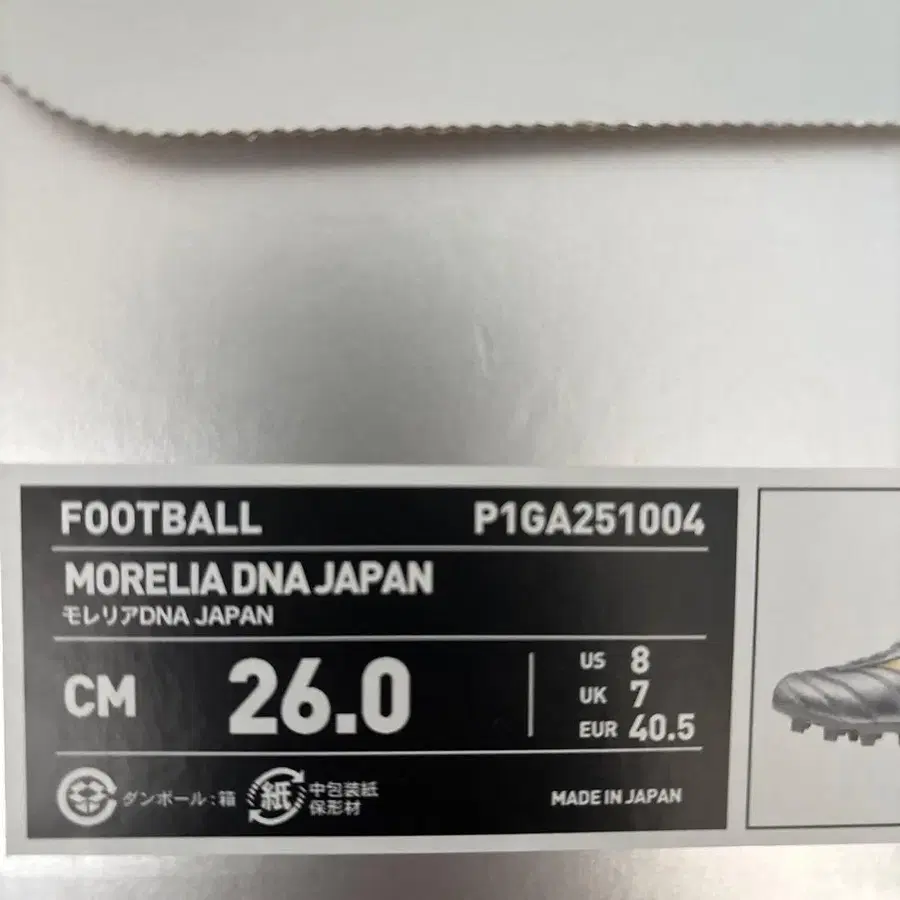 FOOTBALL P1GA251004
MORELIA DNA JAPAN
モレリアDNA JAPAN
CM 26.0
US 8
UK 7
EUR 40.5
ダンボール:箱
紙 中包装紙
保形材
MADE IN JAPAN